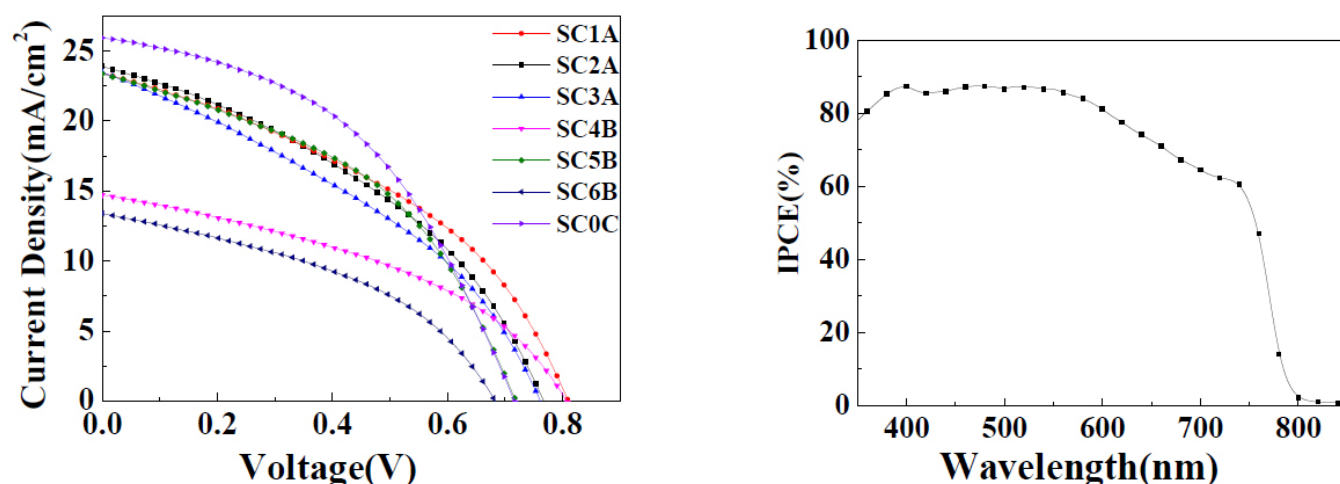 Current Density(mA/cm²)
25
20
15
10
5
0
0.0 0.2 0.4 0.6 0.8
Voltage(V)
SC1A
SC2A
SC3A
SC4B
SC5B
SC6B
SC0C
IPCE(%)
100
80
60
40
20
0
400 500 600 700 800
Wavelength(nm)